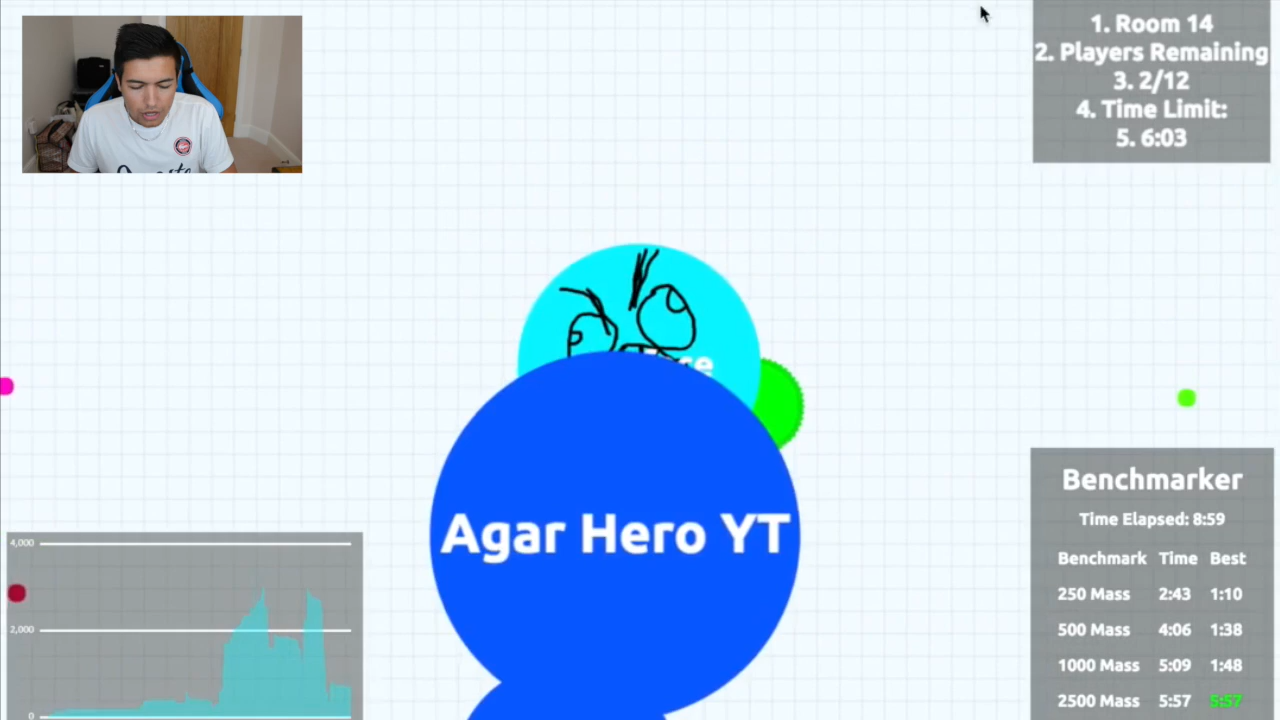 1. Room 14
2. Players Remaining
3. 2/12
4. Time Limit:
5. 6:03
Agar Hero YT
Benchmarker
Time Elapsed: 8:59
Benchmark Time Best
250 Mass 2:43 1:10
500 Mass 4:06 1:38
1000 Mass 5:09 1:48
2500 Mass 5:57 5:57
4,000
2,000
0